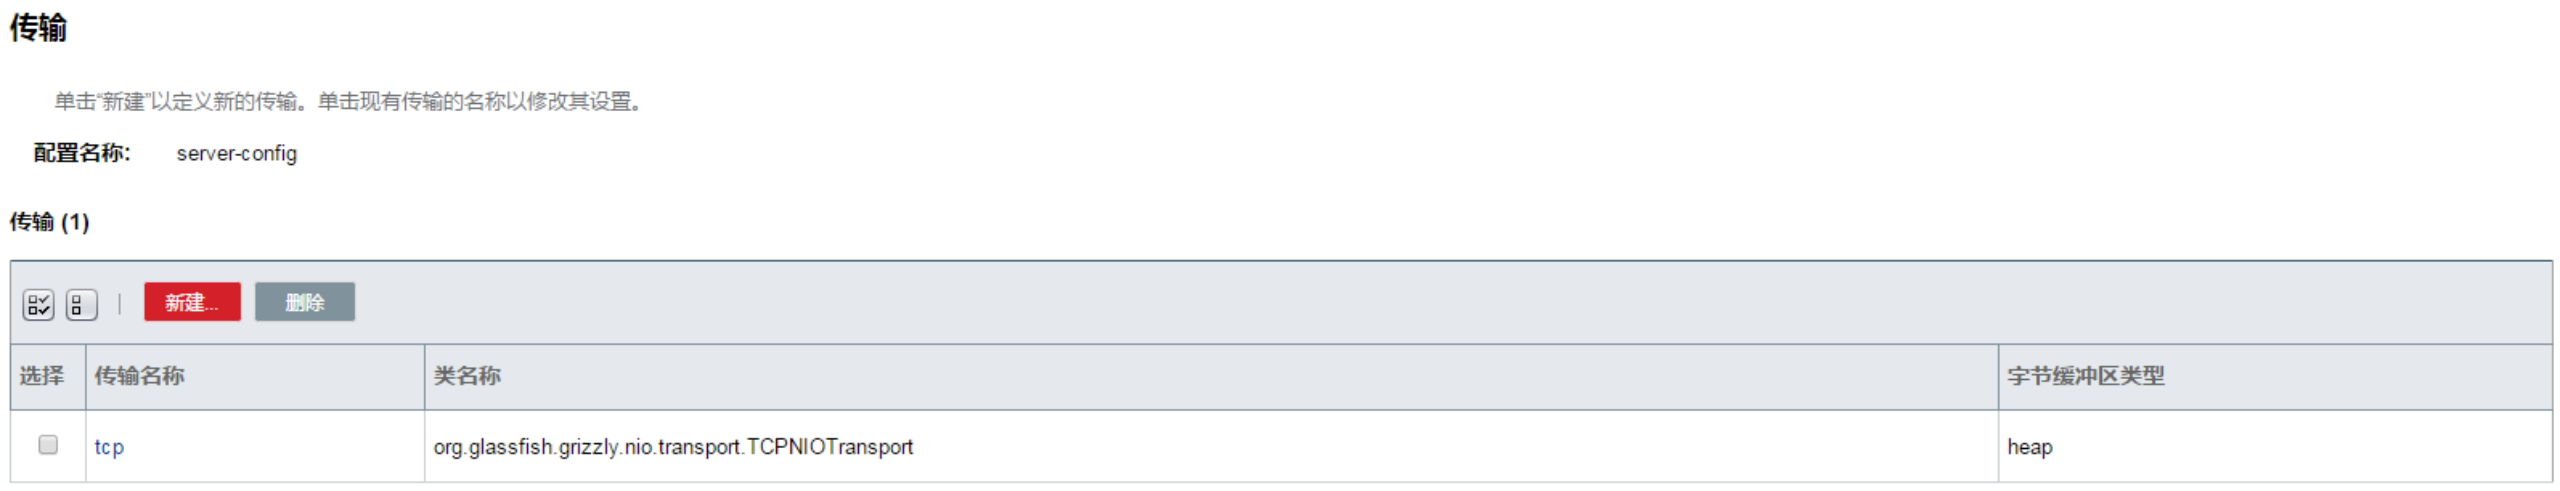 传输
单击“新建”以定义新的传输。单击现有传输的名称以修改其设置。
配置名称: server-config
传输 (1)
新建... 删除
选择 传输名称 类名称 字节缓冲区类型
tcp org.glassfish.grizzly.nio.transport.TCPNIOTransport heap